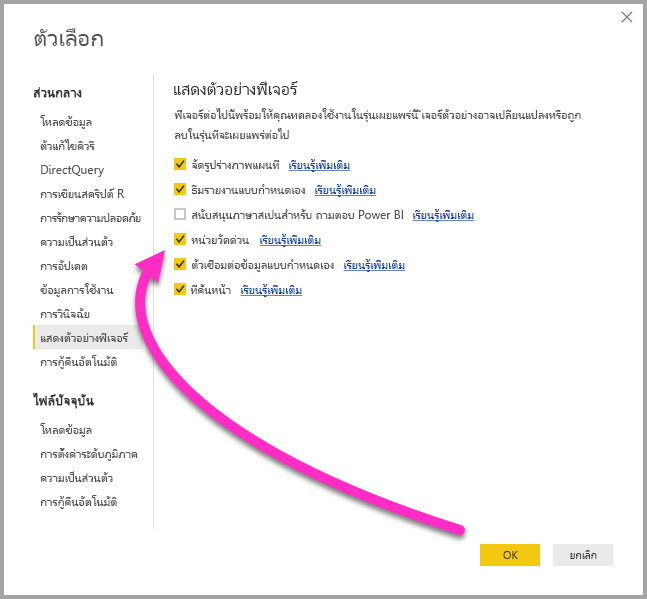 ตัวเลือก
ส่วนกลาง
โหลดข้อมูล
ตัวแก้ไขคิวรี
DirectQuery
การเขียนสคริปต์ R
การรักษาความปลอดภัย
ความเป็นส่วนตัว
การอัปเดต
ข้อมูลการใช้งาน
การวินิจฉัย
แสดงตัวอย่างฟีเจอร์
การกู้คืนอัตโนมัติ
ไฟล์ปัจจุบัน
โหลดข้อมูล
การตั้งค่าระดับภูมิภาค
ความเป็นส่วนตัว
การกู้คืนอัตโนมัติ
แสดงตัวอย่างฟีเจอร์
ฟีเจอร์ต่อไปนี้พร้อมให้คุณทดลองใช้งานในรุ่นเผยแพร่นี้ ฟีเจอร์ตัวอย่างอาจเปลี่ยนแปลงหรือถูก
ลบในรุ่นที่จะเผยแพร่ต่อไป
จัดรูปร่างภาพแผนที่ เรียนรู้เพิ่มเติม
ธีมรายงานแบบกำหนดเอง เรียนรู้เพิ่มเติม
สนับสนุนภาษาสเปนสำหรับ ถามตอบ Power BI เรียนรู้เพิ่มเติม
หน่วยวัดด่วน เรียนรู้เพิ่มเติม
ตัวเชื่อมต่อข้อมูลแบบกำหนดเอง เรียนรู้เพิ่มเติม
ที่คั่นหน้า เรียนรู้เพิ่มเติม
OK
ยกเลิก